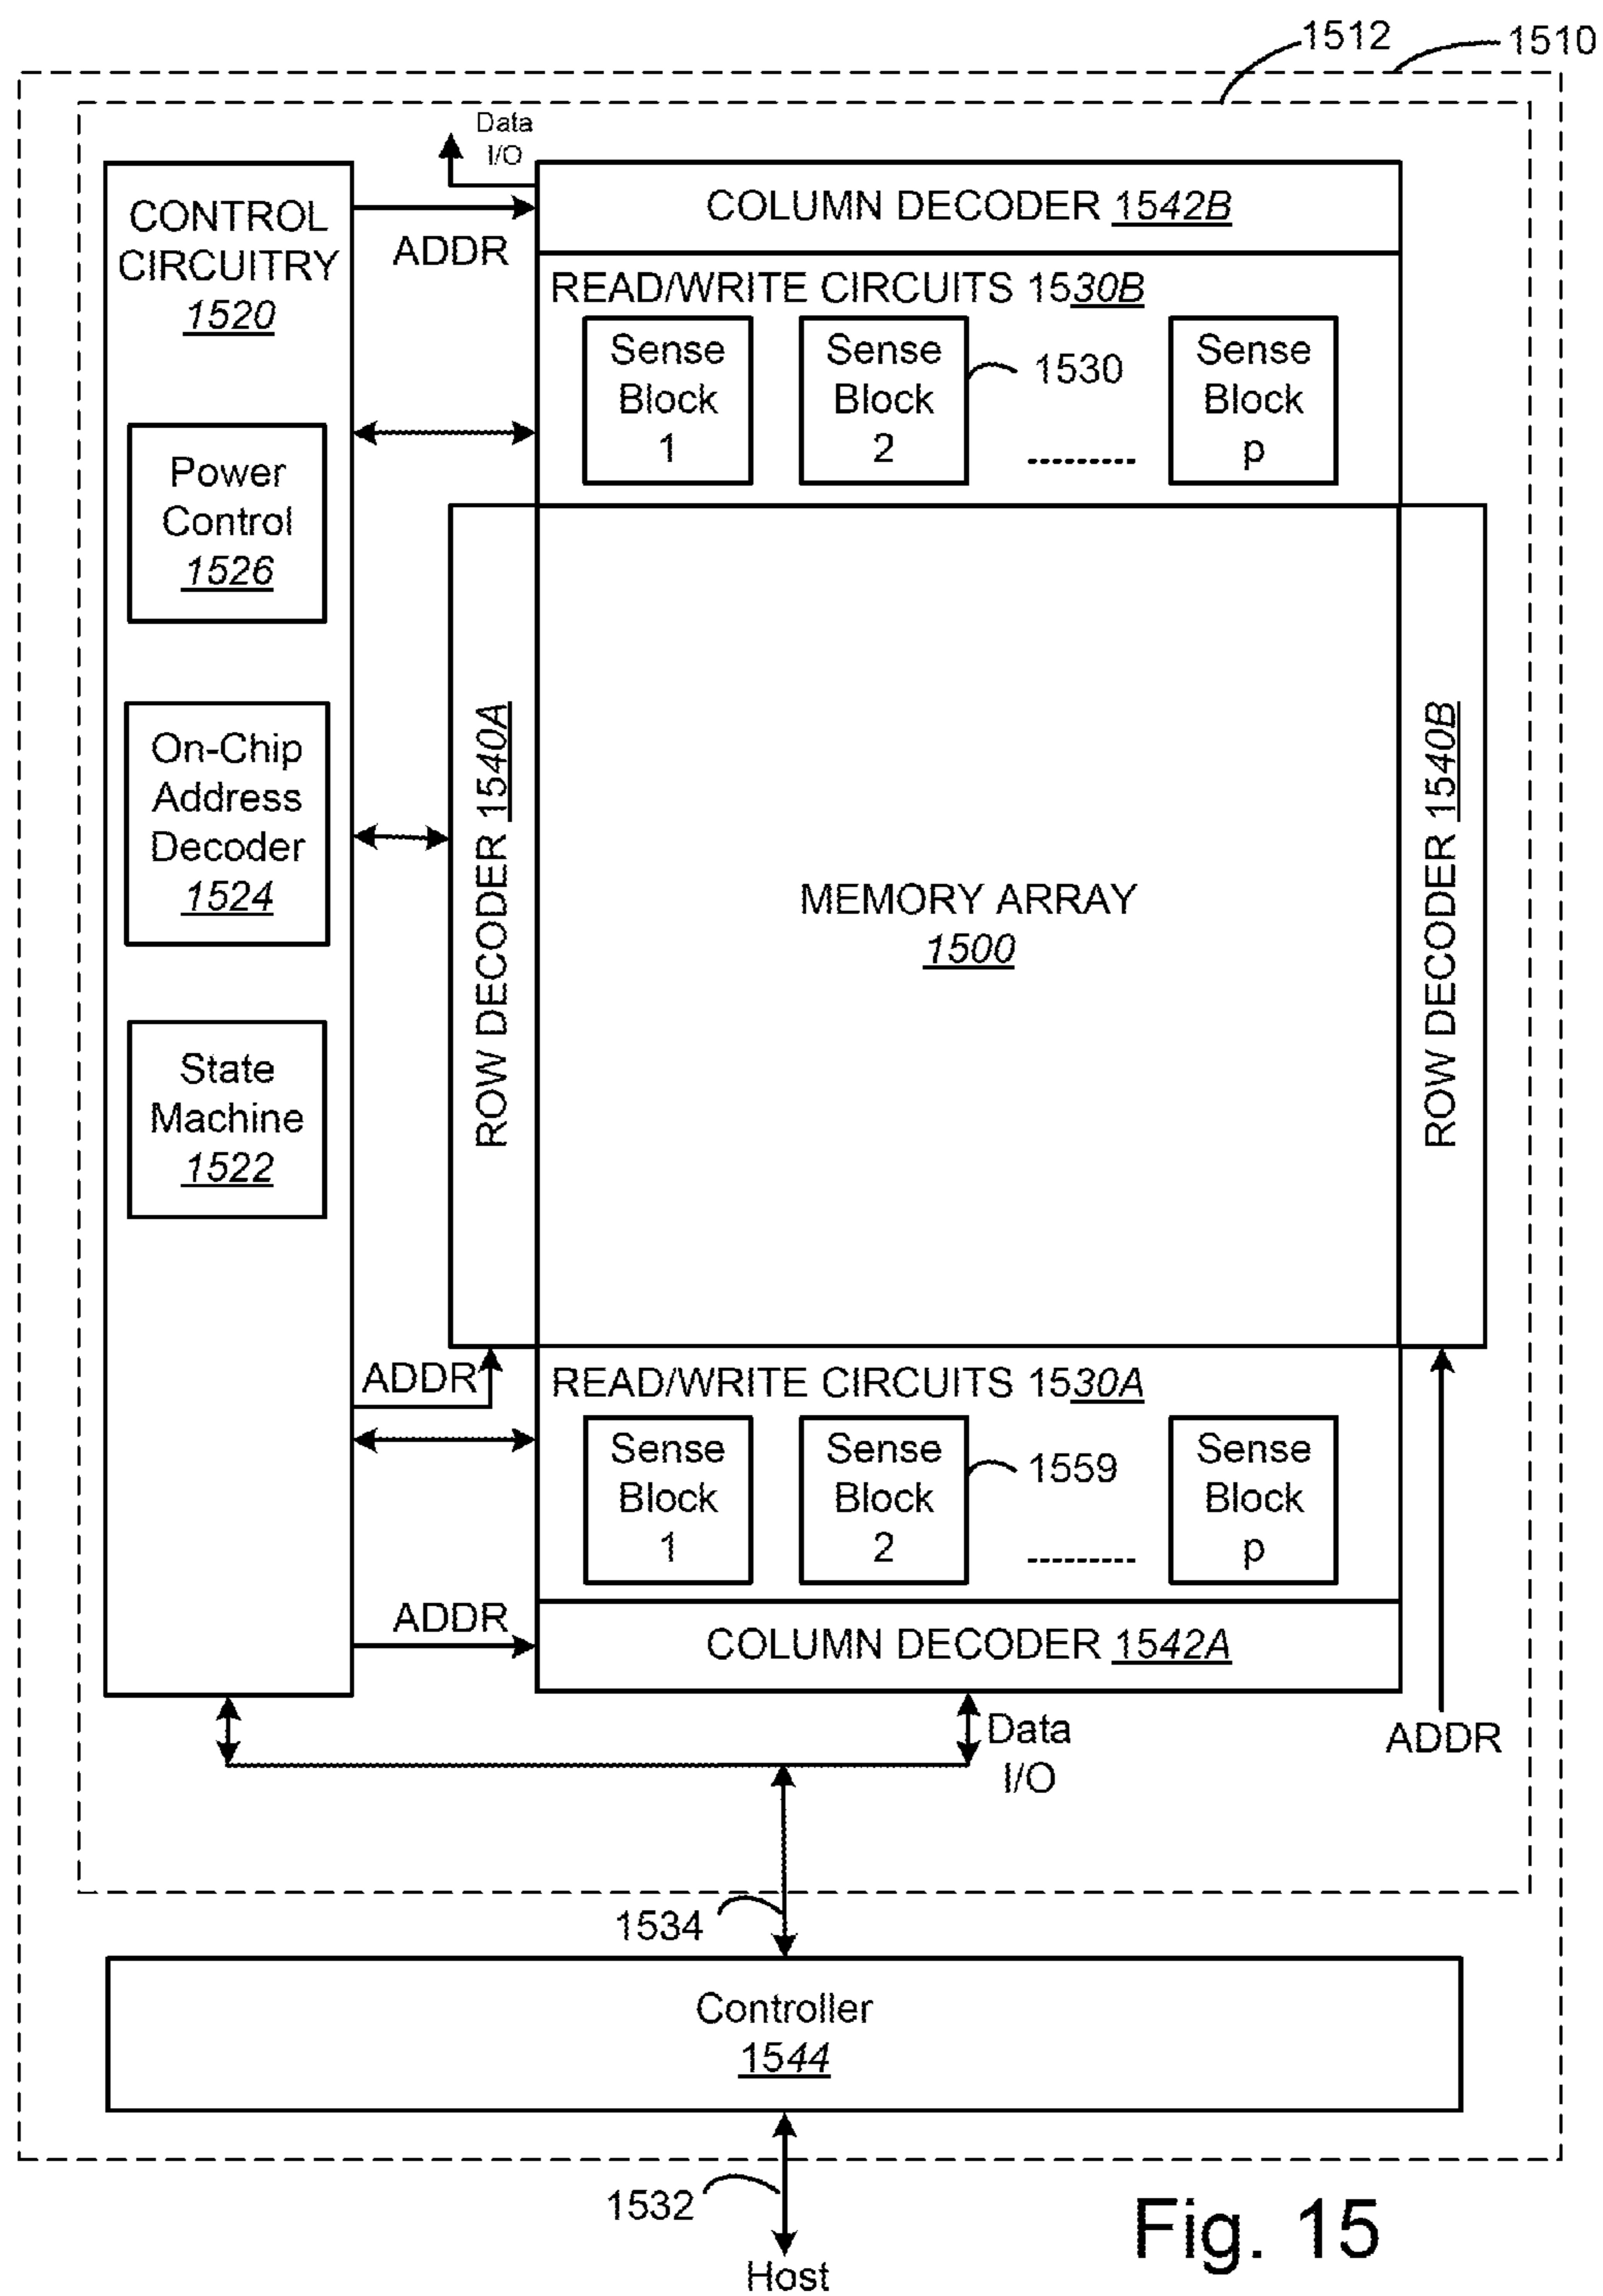 1512
1510
Data
I/O
CONTROL
CIRCUITRY
1520
ADDR
COLUMN DECODER 1542B
READ/WRITE CIRCUITS 1530B
Sense
Block
1
Sense
Block
2
1530
.........
Sense
Block
p
Power
Control
1526
On-Chip
Address
Decoder
1524
State
Machine
1522
ROW DECODER 1540A
MEMORY ARRAY
1500
ROW DECODER 1540B
ADDR
READ/WRITE CIRCUITS 1530A
Sense
Block
1
Sense
Block
2
1559
.........
Sense
Block
p
ADDR
COLUMN DECODER 1542A
Data
I/O
ADDR
1534
Controller
1544
1532
Host
Fig. 15